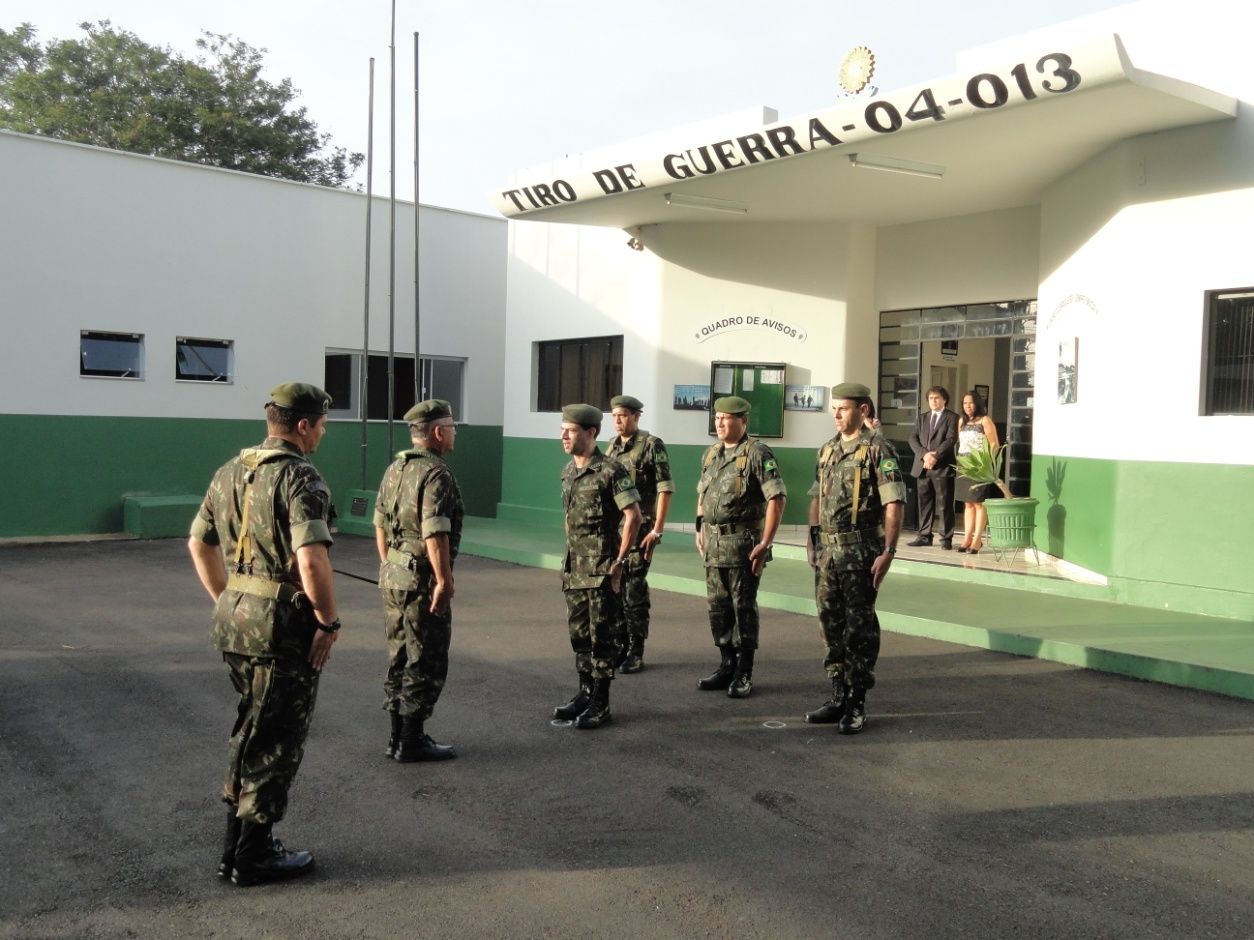 TIRO DE GUERRA-04-013
QUADRO DE AVISOS